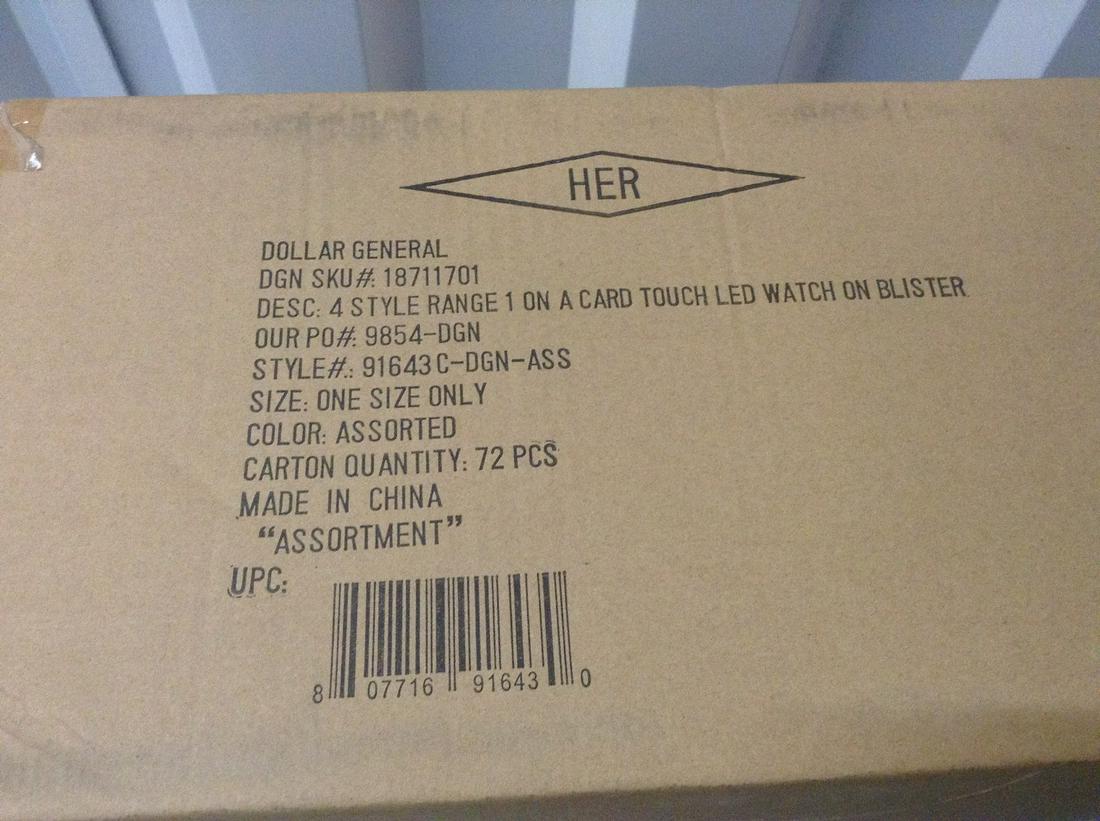 HER
DOLLAR GENERAL
DGN SKU#: 18711701
DESC: 4 STYLE RANGE 1 ON A CARD TOUCH LED WATCH ON BLISTER
OUR PO#: 9854-DGN
STYLE#.: 91643C-DGN-ASS
SIZE: ONE SIZE ONLY
COLOR: ASSORTED
CARTON QUANTITY: 72 PCS
MADE IN CHINA
“ASSORTMENT”
UPC:
8 07716 91643 0